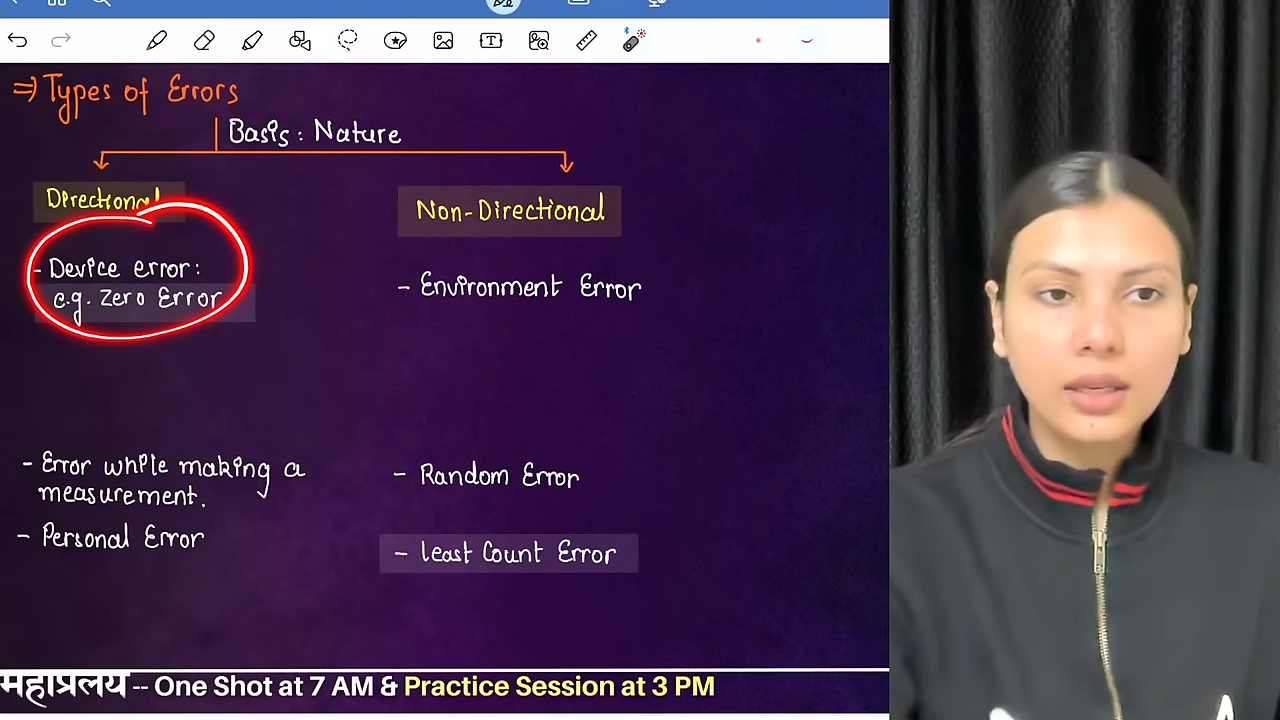 ⇒ Types of Errors
Basis: Nature
Directional
Non-Directional
- Device error:
e.g. Zero Error
- Environment Error
- Error while making a
measurement.
- Random Error
- Personal Error
- Least Count Error
महाप्रलय -- One Shot at 7 AM & Practice Session at 3 PM